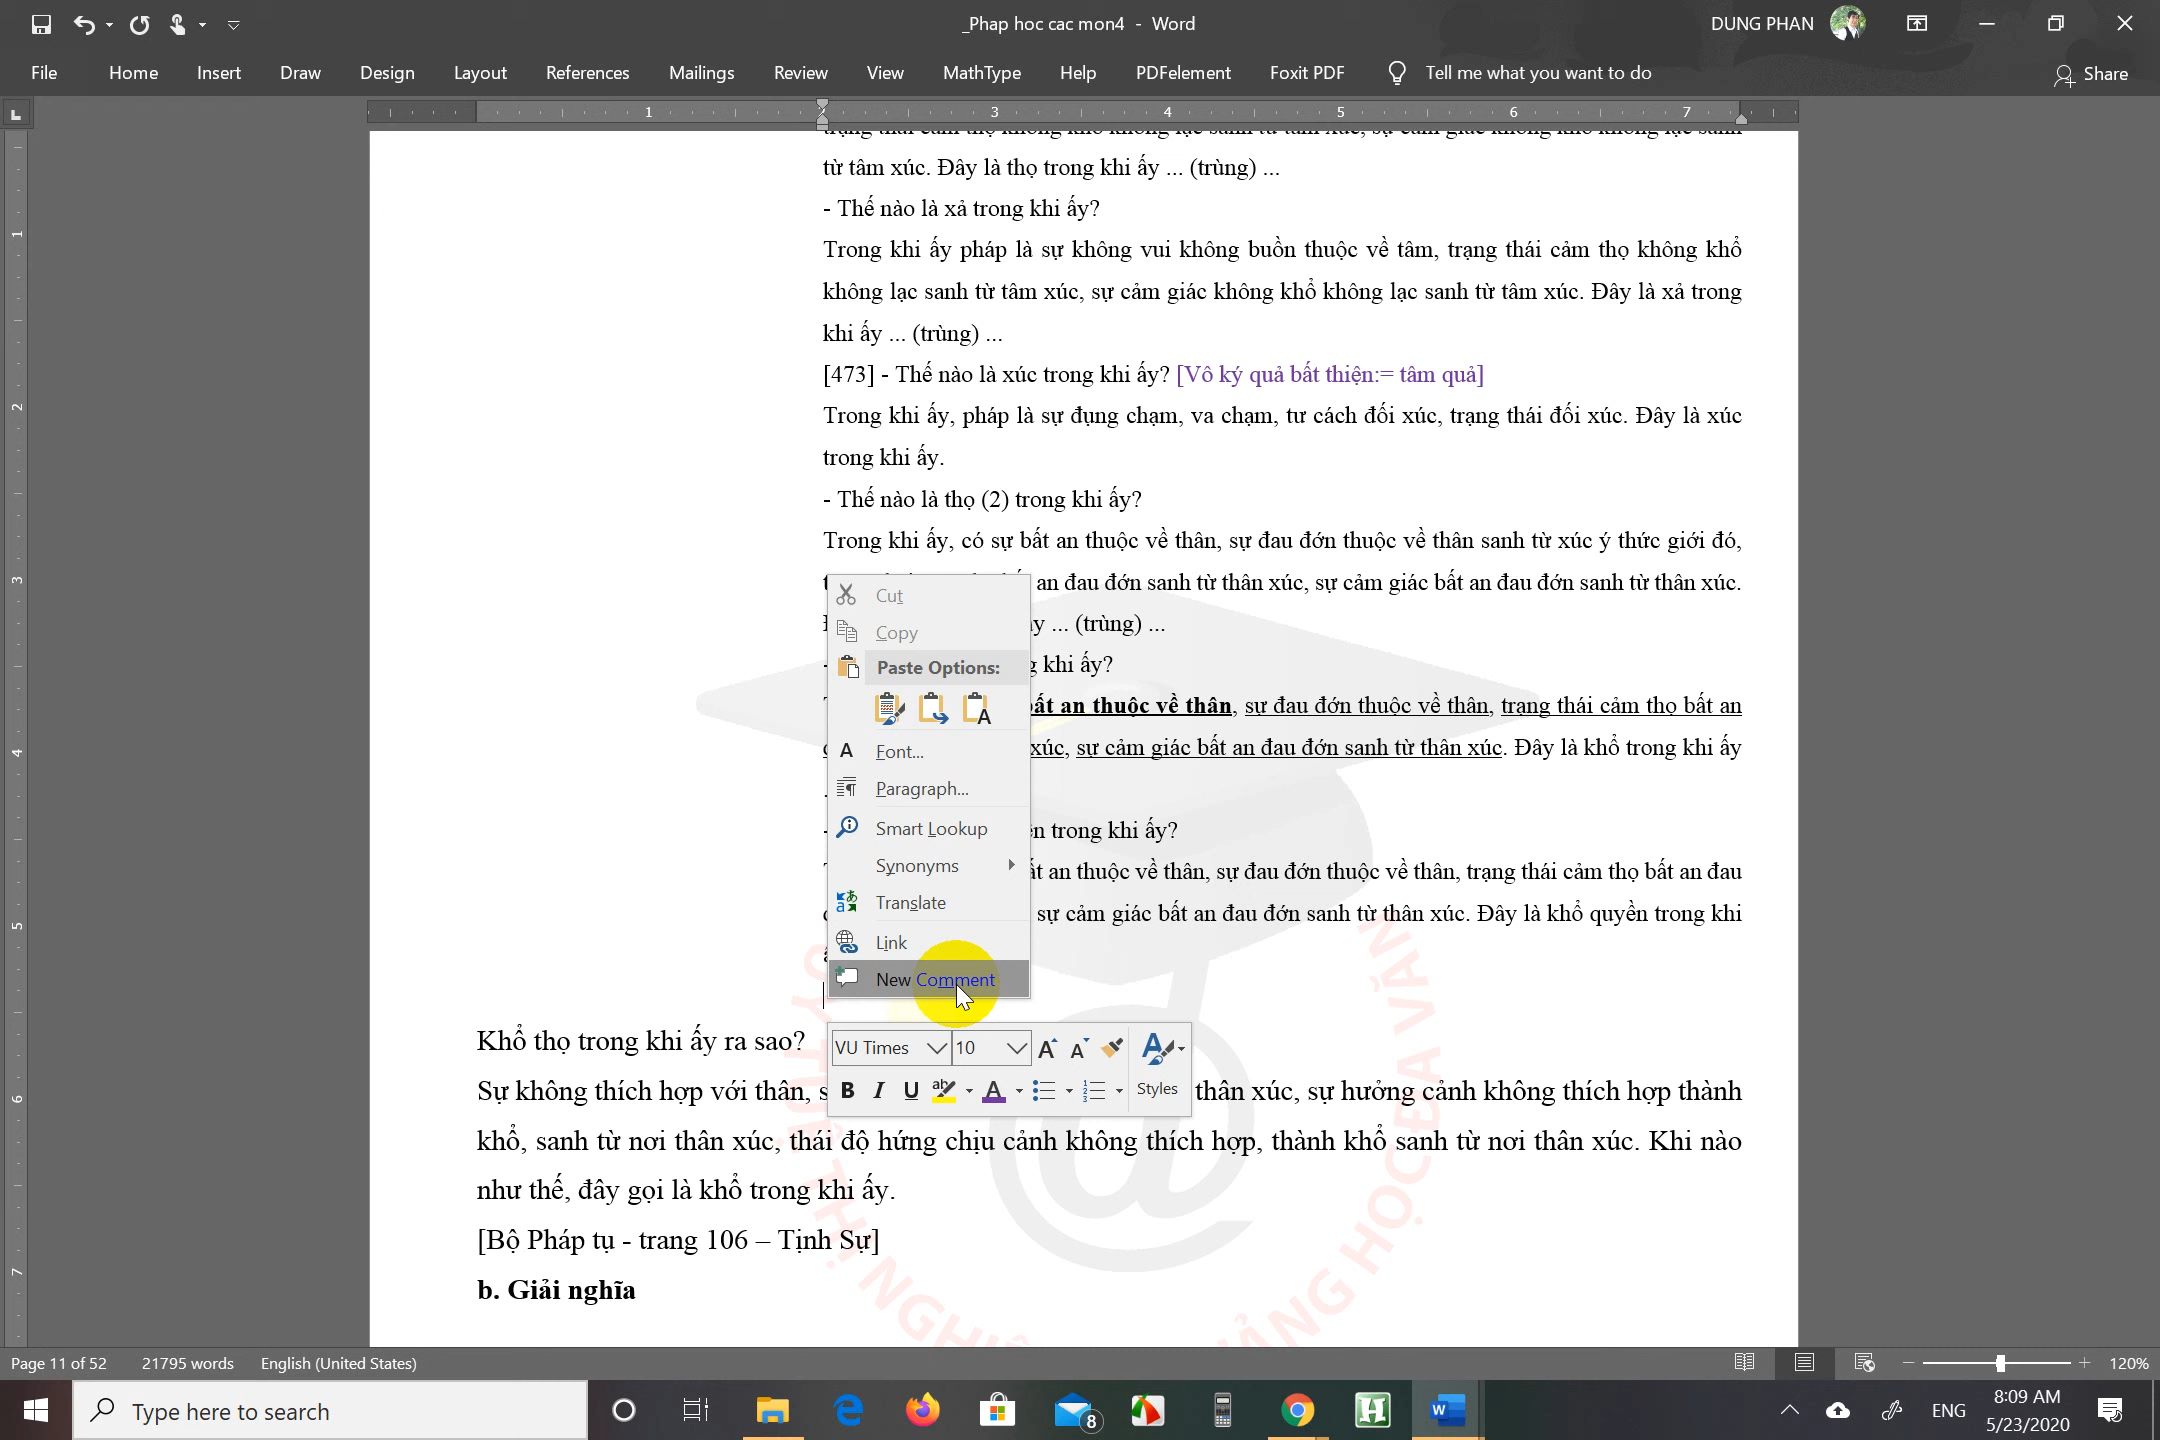 _Phap hoc cac mon4 - Word
DUNG PHAN
File Home Insert Draw Design Layout References Mailings Review View MathType Help PDFelement Foxit PDF Tell me what you want to do Share
1 3 4 5 6 7
từ tâm xúc. Đây là thọ trong khi ấy ... (trùng) ...
- Thế nào là xả trong khi ấy?
Trong khi ấy pháp là sự không vui không buồn thuộc về tâm, trạng thái cảm thọ không khổ
không lạc sanh từ tâm xúc, sự cảm giác không khổ không lạc sanh từ tâm xúc. Đây là xả trong
khi ấy ... (trùng) ...
[473] - Thế nào là xúc trong khi ấy? [Vô ký quả bất thiện:= tâm quả]
Trong khi ấy, pháp là sự đụng chạm, va chạm, tư cách đối xúc, trạng thái đối xúc. Đây là xúc
trong khi ấy.
- Thế nào là thọ (2) trong khi ấy?
Trong khi ấy, có sự bất an thuộc về thân, sự đau đớn thuộc về thân sanh từ xúc ý thức giới đó,
an đau đớn sanh từ thân xúc, sự cảm giác bất an đau đớn sanh từ thân xúc.
... (trùng) ...
khi ấy?
bất an thuộc về thân, sự đau đớn thuộc về thân, trạng thái cảm thọ bất an
xúc, sự cảm giác bất an đau đớn sanh từ thân xúc. Đây là khổ trong khi ấy
trong khi ấy?
an thuộc về thân, sự đau đớn thuộc về thân, trạng thái cảm thọ bất an đau
sự cảm giác bất an đau đớn sanh từ thân xúc. Đây là khổ quyền trong khi
Cut
Copy
Paste Options:
Font...
Paragraph...
Smart Lookup
Synonyms
Translate
Link
New Comment
Khổ thọ trong khi ấy ra sao?
VU Times 10
B I U Styles
Sự không thích hợp với thân, thân xúc, sự hưởng cảnh không thích hợp thành
khổ, sanh từ nơi thân xúc, thái độ hứng chịu cảnh không thích hợp, thành khổ sanh từ nơi thân xúc. Khi nào
như thế, đây gọi là khổ trong khi ấy.
[Bộ Pháp tụ - trang 106 – Tịnh Sự]
b. Giải nghĩa
Page 11 of 52 21795 words English (United States) 120%
Type here to search
8
ENG
8:09 AM
5/23/2020